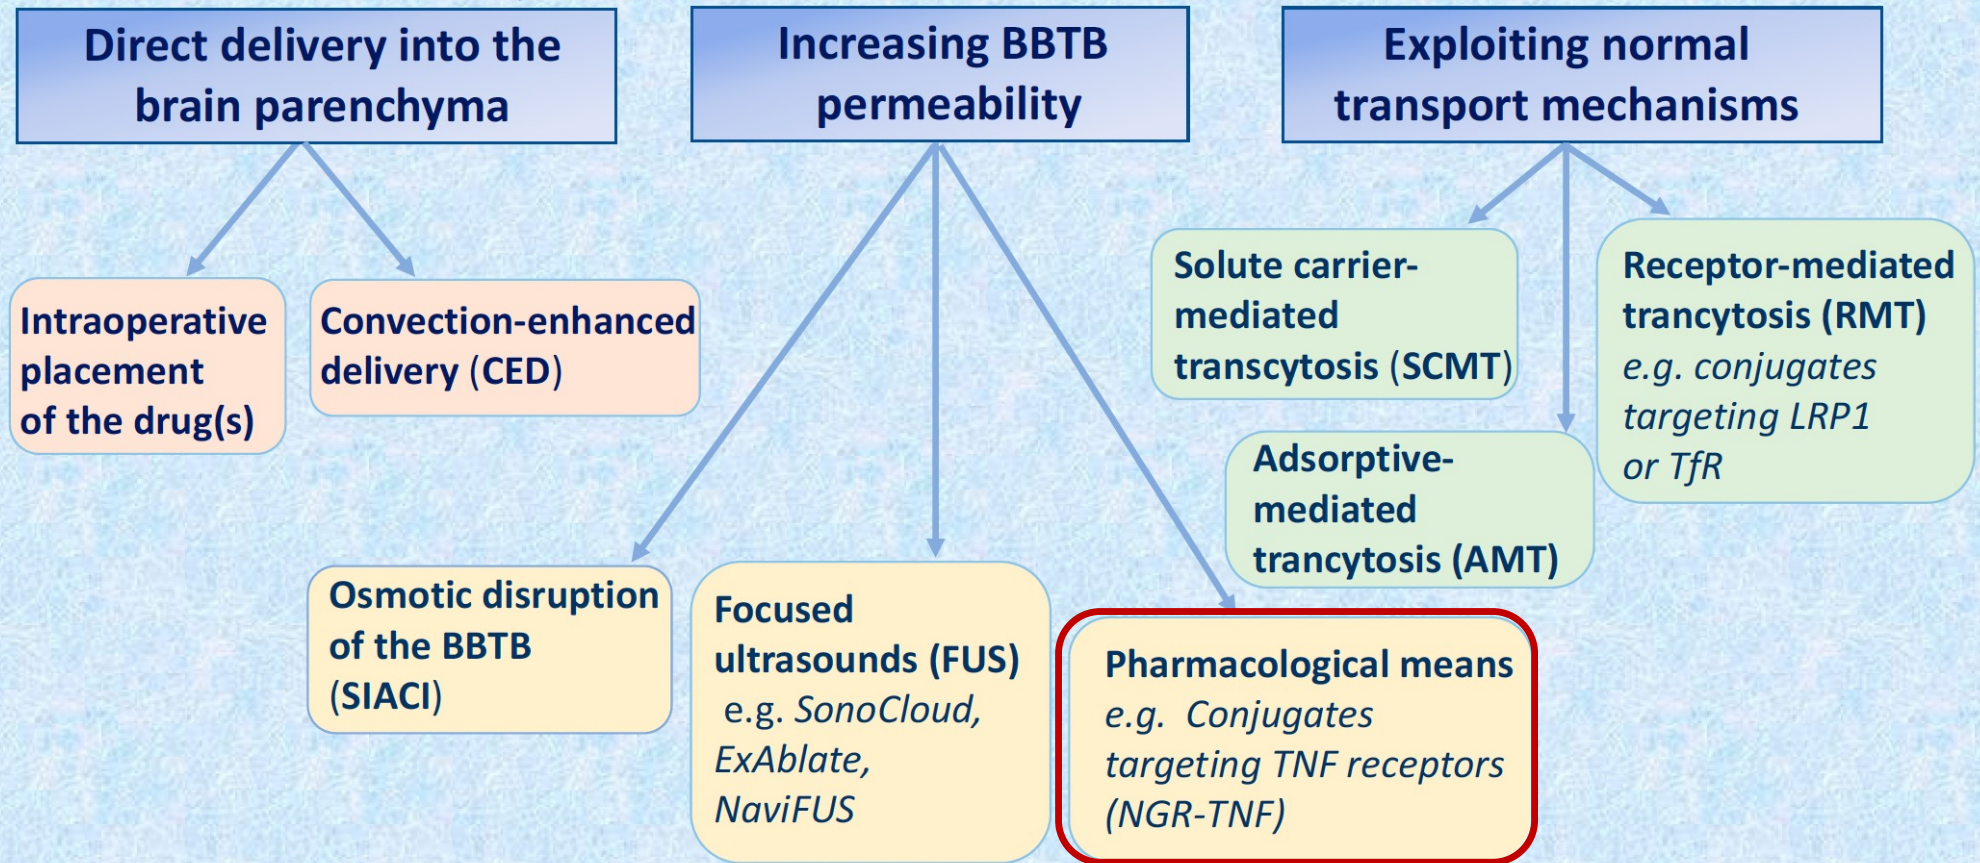 Direct delivery into the
brain parenchyma
Increasing BBTB
permeability
Exploiting normal
transport mechanisms
Intraoperative
placement
of the drug(s)
Convection-enhanced
delivery (CED)
Osmotic disruption
of the BBTB
(SIACI)
Focused
ultrasounds (FUS)
e.g. SonoCloud,
ExAblate,
NaviFUS
Pharmacological means
e.g. Conjugates
targeting TNF receptors
(NGR-TNF)
Solute carrier-
mediated
transcytosis (SCMT)
Adsorptive-
mediated
trancytosis (AMT)
Receptor-mediated
trancytosis (RMT)
e.g. conjugates
targeting LRP1
or TfR